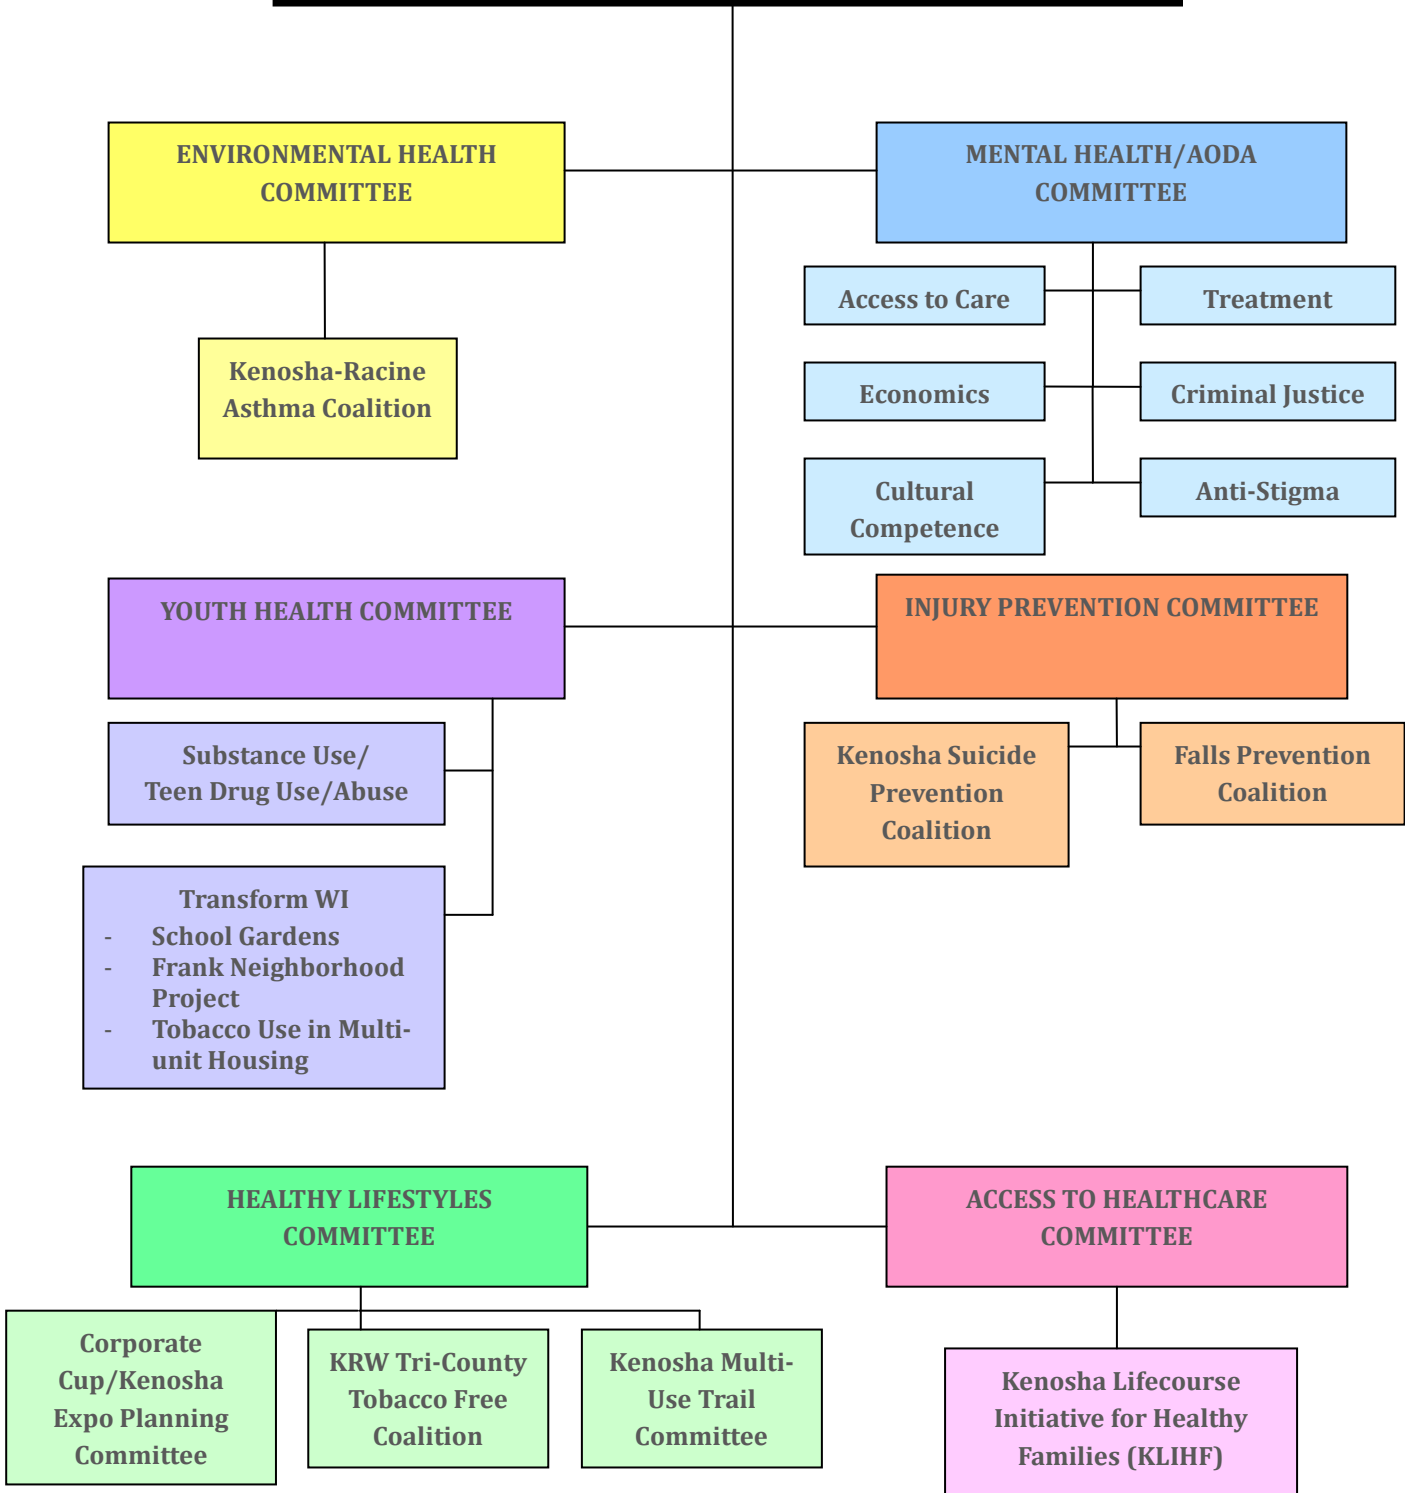 ENVIRONMENTAL HEALTH
COMMITTEE
MENTAL HEALTH/AODA
COMMITTEE
Access to Care
Treatment
Kenosha-Racine
Asthma Coalition
Economics
Criminal Justice
Cultural
Competence
Anti-Stigma
YOUTH HEALTH COMMITTEE
INJURY PREVENTION COMMITTEE
Substance Use/
Teen Drug Use/Abuse
Kenosha Suicide
Prevention
Coalition
Falls Prevention
Coalition
Transform WI
- School Gardens
- Frank Neighborhood
Project
- Tobacco Use in Multi-
unit Housing
HEALTHY LIFESTYLES
COMMITTEE
ACCESS TO HEALTHCARE
COMMITTEE
Corporate
Cup/Kenosha
Expo Planning
Committee
KRW Tri-County
Tobacco Free
Coalition
Kenosha Multi-
Use Trail
Committee
Kenosha Lifecourse
Initiative for Healthy
Families (KLIHF)